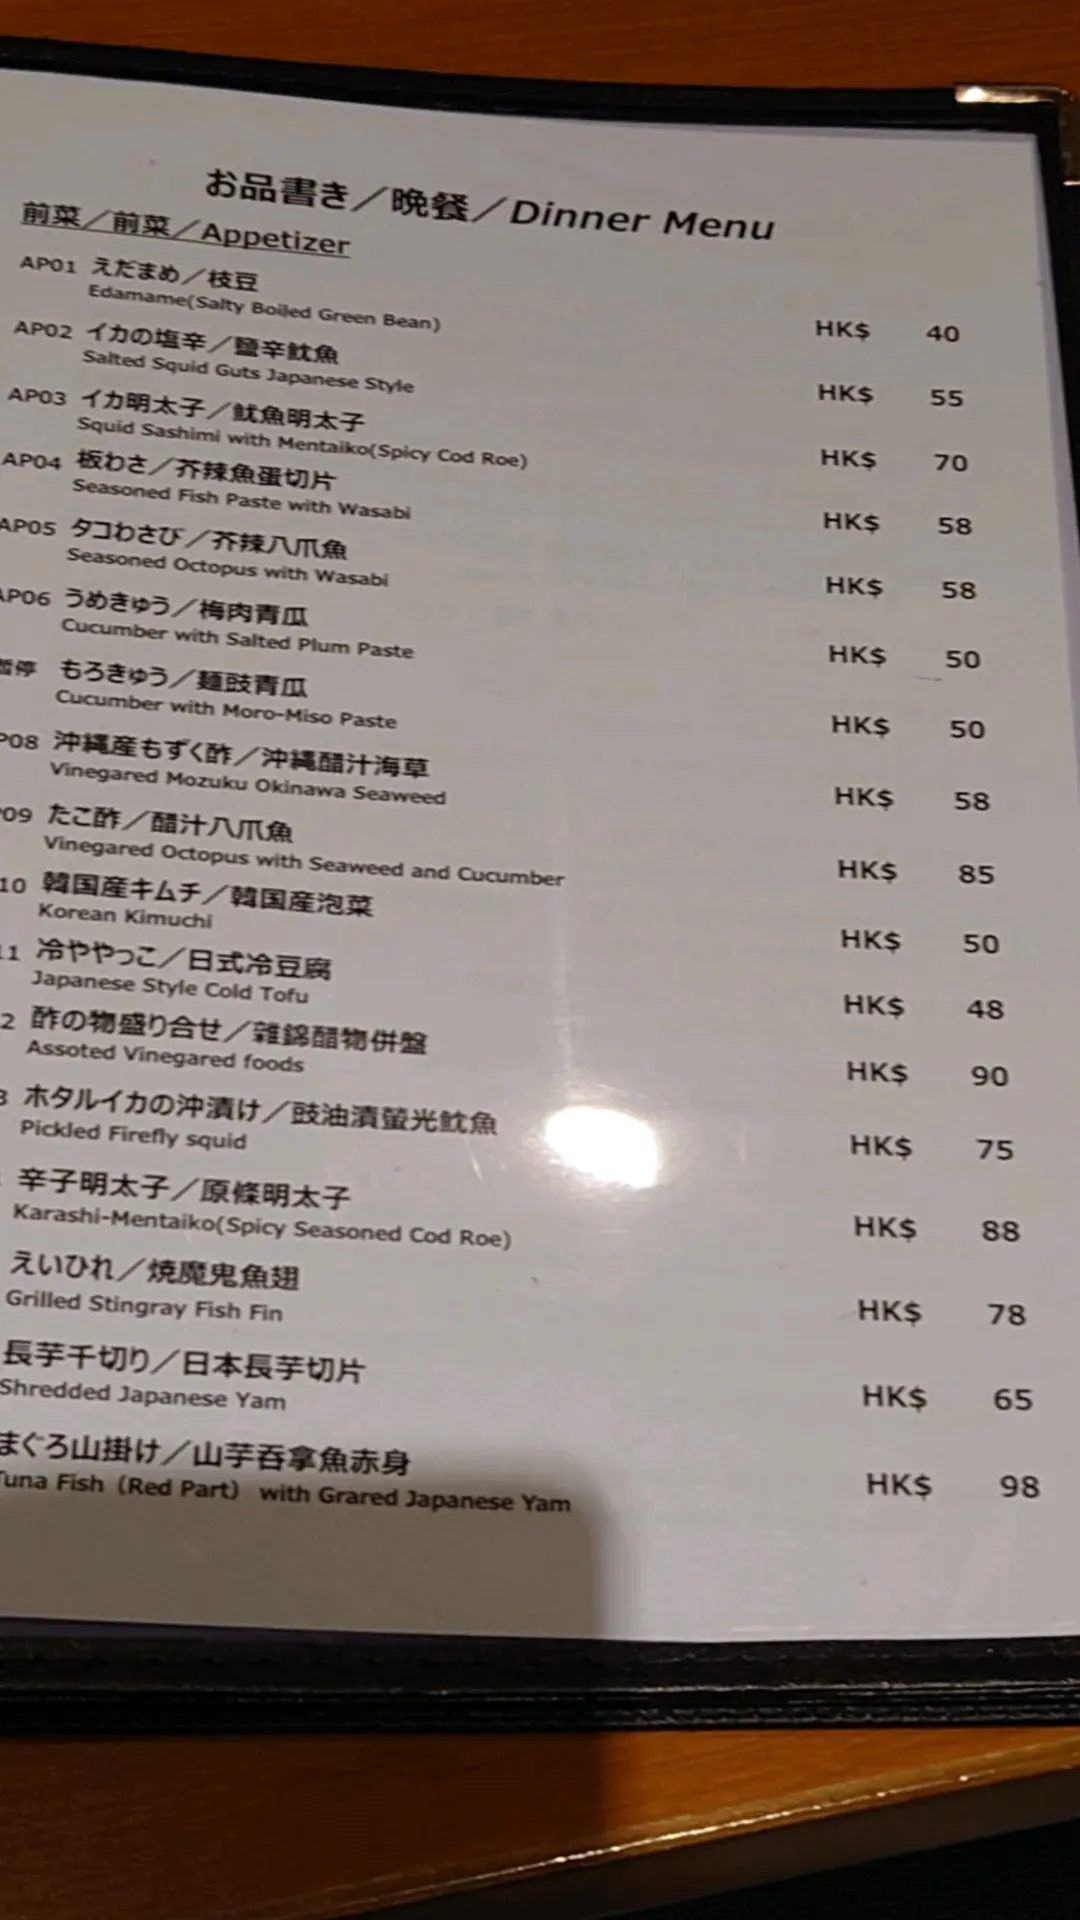 お品書き／晩餐／Dinner Menu
前菜／前菜／Appetizer
AP01 えだまめ／枝豆
Edamame(Salty Boiled Green Bean) HK$ 40
AP02 イカの塩辛／鹽辛魷魚
Salted Squid Guts Japanese Style HK$ 55
AP03 イカ明太子／魷魚明太子
Squid Sashimi with Mentaiko(Spicy Cod Roe) HK$ 70
AP04 板わさ／芥辣魚蛋切片
Seasoned Fish Paste with Wasabi HK$ 58
AP05 タコわさび／芥辣八爪魚
Seasoned Octopus with Wasabi HK$ 58
AP06 うめきゅう／梅肉青瓜
Cucumber with Salted Plum Paste HK$ 50
暫停 もろきゅう／麵豉青瓜
Cucumber with Moro-Miso Paste HK$ 50
P08 沖縄産もずく酢／沖縄醋汁海草
Vinegared Mozuku Okinawa Seaweed HK$ 58
09 たこ酢／醋汁八爪魚
Vinegared Octopus with Seaweed and Cucumber HK$ 85
10 韓国産キムチ／韓国産泡菜
Korean Kimuchi HK$ 50
11 冷ややっこ／日式冷豆腐
Japanese Style Cold Tofu HK$ 48
2 酢の物盛り合せ／雜錦醋物併盤
Assoted Vinegared foods HK$ 90
3 ホタルイカの沖漬け／豉油漬螢光魷魚
Pickled Firefly squid HK$ 75
辛子明太子／原條明太子
Karashi-Mentaiko(Spicy Seasoned Cod Roe) HK$ 88
えいひれ／焼魔鬼魚翅
Grilled Stingray Fish Fin HK$ 78
長芋千切り／日本長芋切片
Shredded Japanese Yam HK$ 65
まぐろ山掛け／山芋吞拿魚赤身
Tuna Fish（Red Part） with Grared Japanese Yam HK$ 98